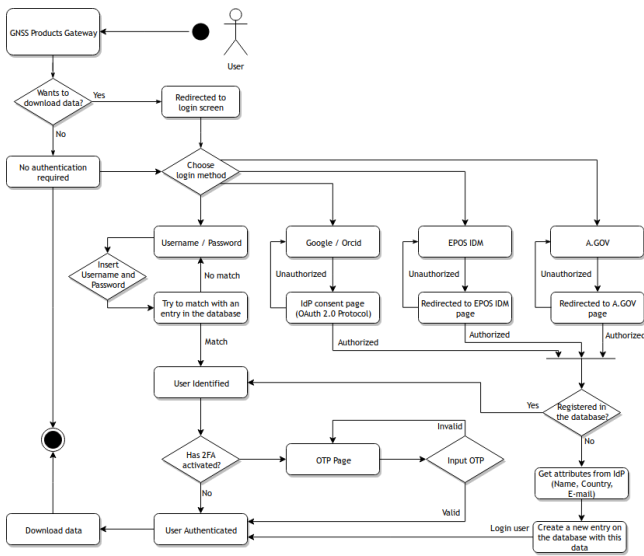 GNSS Products Gateway
User
Wants to
download data?
Yes
Redirected to
login screen
No
No authentication
required
Choose
login method
Username / Password
Google / Orcid
EPOS IDM
A.GOV
Insert
Username and
Password
No match
Unauthorized
Unauthorized
Unauthorized
Try to match with an
entry in the database
IdP consent page
(OAuth 2.0 Protocol)
Redirected to EPOS IDM
page
Redirected to A.GOV
page
Match
Authorized
Authorized
Authorized
User Identified
Yes
Registered in
the database?
Invalid
No
Has 2FA
activated?
OTP Page
Input OTP
Get attributes from IdP
(Name, Country,
E-mail)
No
Valid
Download data
User Authenticated
Login user
Create a new entry on
the database with this
data